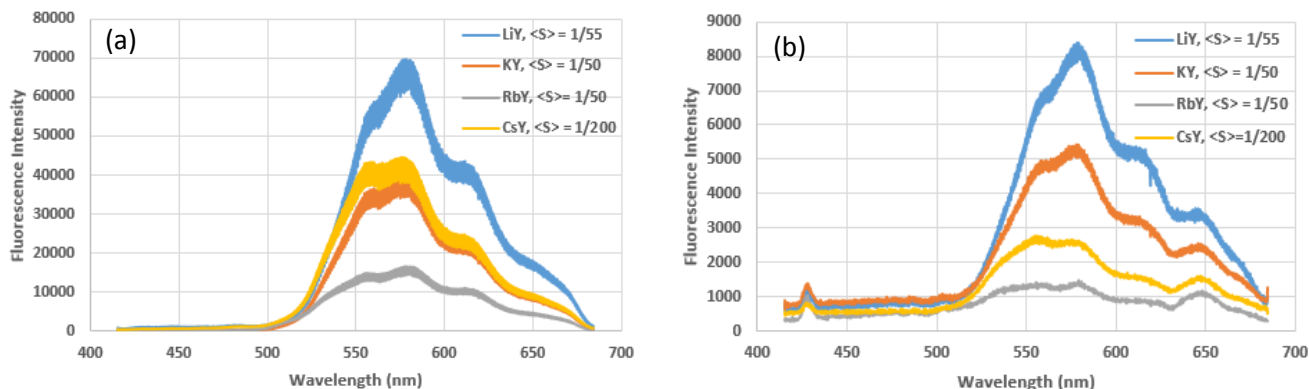 (a)
LiY, <S> = 1/55
KY, <S> = 1/50
RbY, <S>= 1/50
CsY, <S> = 1/200
Fluorescence Intensity
80000
70000
60000
50000
40000
30000
20000
10000
0
400 450 500 550 600 650 700
Wavelength (nm)
(b)
LiY, <S> = 1/55
KY, <S> = 1/50
RbY, <S> = 1/50
CsY, <S>=1/200
Fluorescence Intensity
9000
8000
7000
6000
5000
4000
3000
2000
1000
0
400 450 500 550 600 650 700
Wavelength (nm)